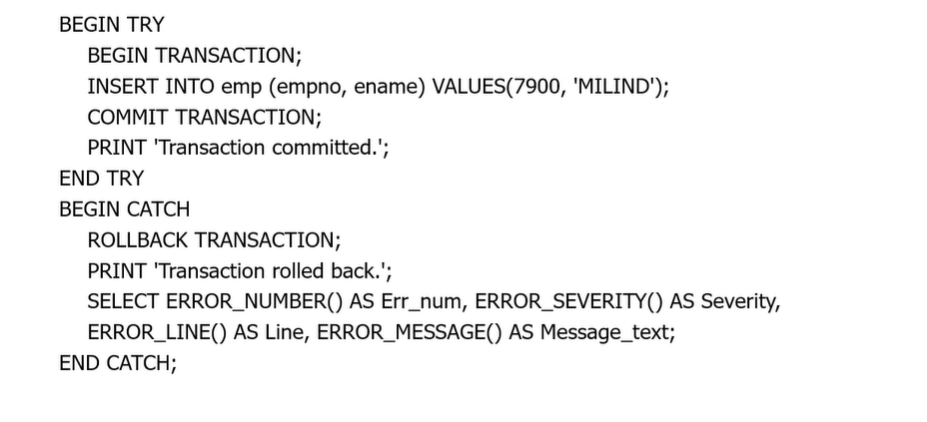 BEGIN TRY
BEGIN TRANSACTION;
INSERT INTO emp (empno, ename) VALUES(7900, 'MILIND');
COMMIT TRANSACTION;
PRINT 'Transaction committed.';
END TRY
BEGIN CATCH
ROLLBACK TRANSACTION;
PRINT 'Transaction rolled back.';
SELECT ERROR_NUMBER() AS Err_num, ERROR_SEVERITY() AS Severity,
ERROR_LINE() AS Line, ERROR_MESSAGE() AS Message_text;
END CATCH;